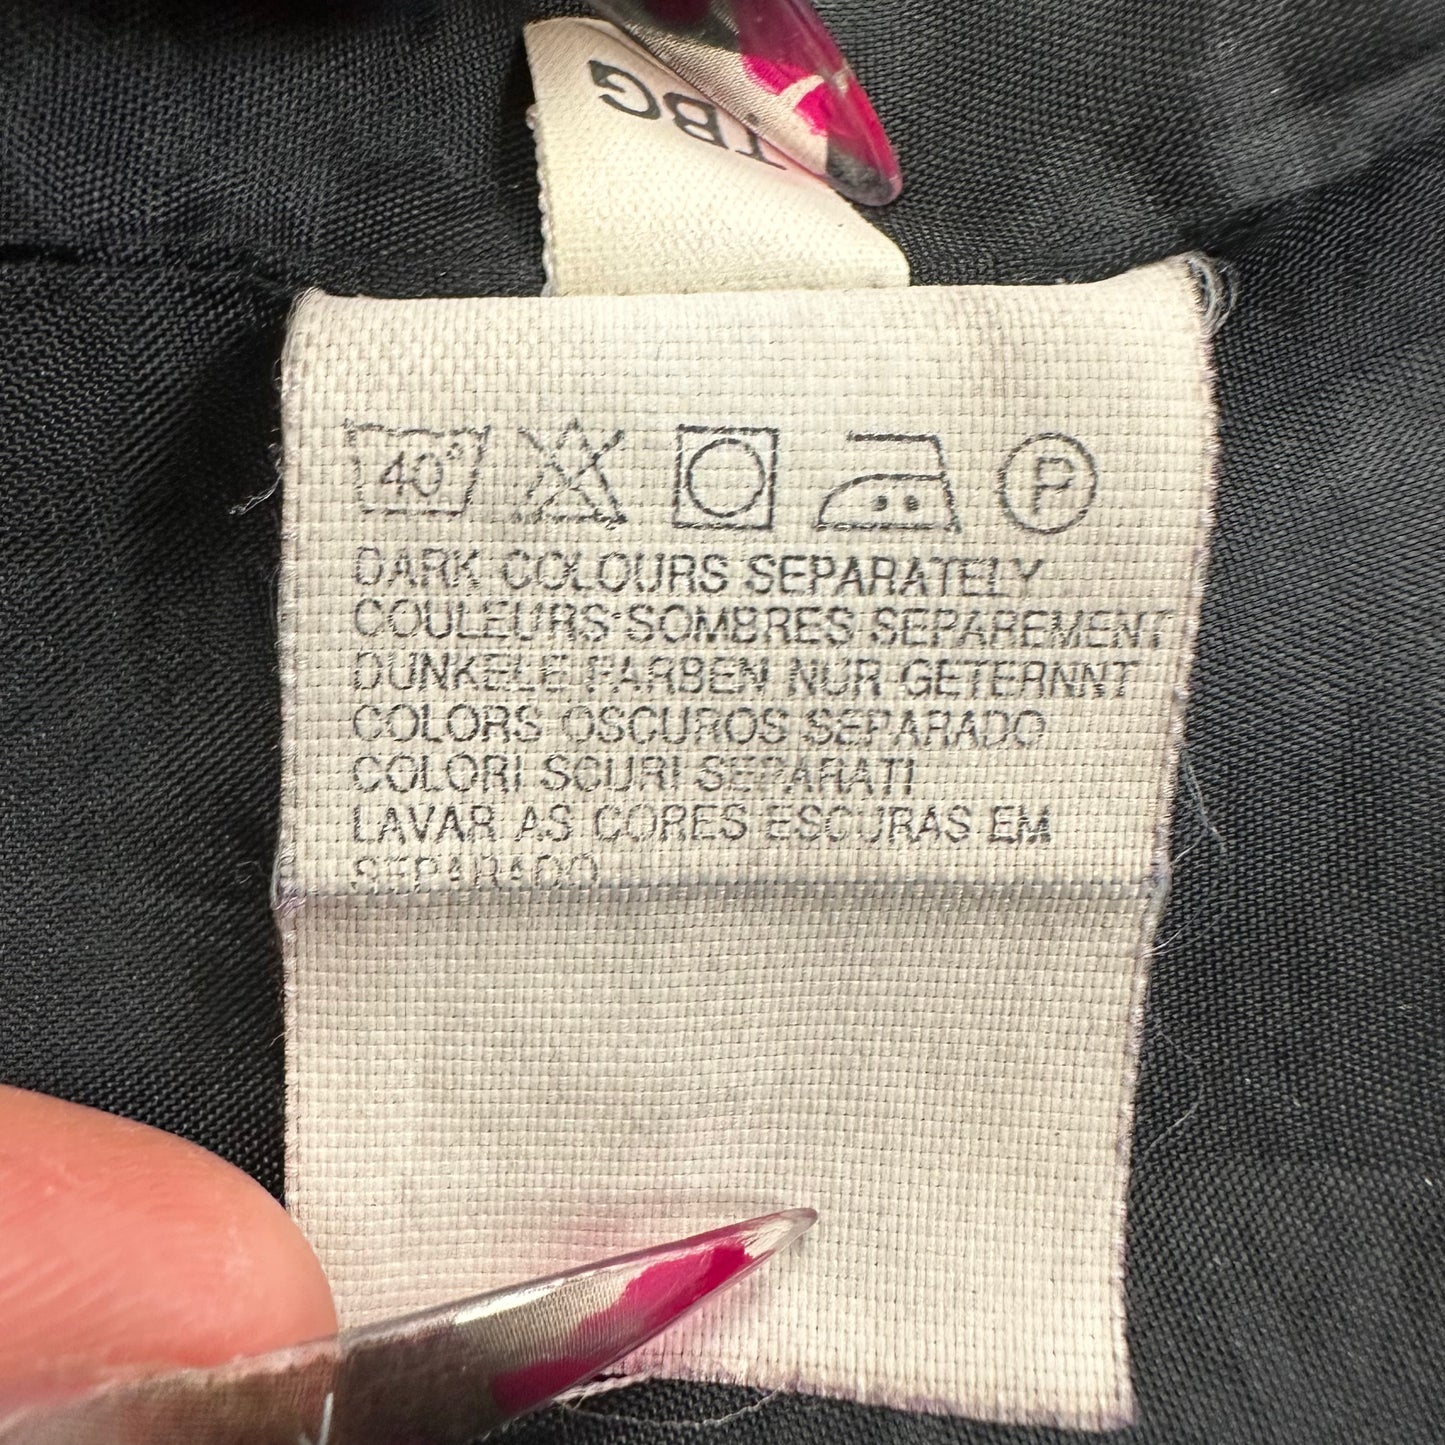 TBG
40°
P
DARK COLOURS SEPARATELY
COULEURS SOMBRES SEPAREMENT
DUNKELE FARBEN NUR GETERNNT
COLORS OSCUROS SEPARADO
COLORI SCURI SEPARATI
LAVAR AS CORES ESCURAS EM
SEPARADO